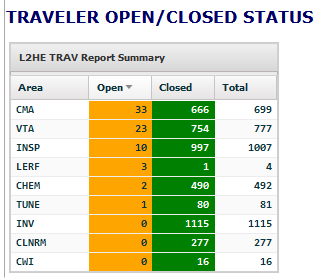 TRAVELER OPEN/CLOSED STATUS
L2HE TRAV Report Summary
Area Open Closed Total
CMA 33 666 699
VTA 23 754 777
INSP 10 997 1007
LERF 3 1 4
CHEM 2 490 492
TUNE 1 80 81
INV 0 1115 1115
CLNRM 0 277 277
CWI 0 16 16